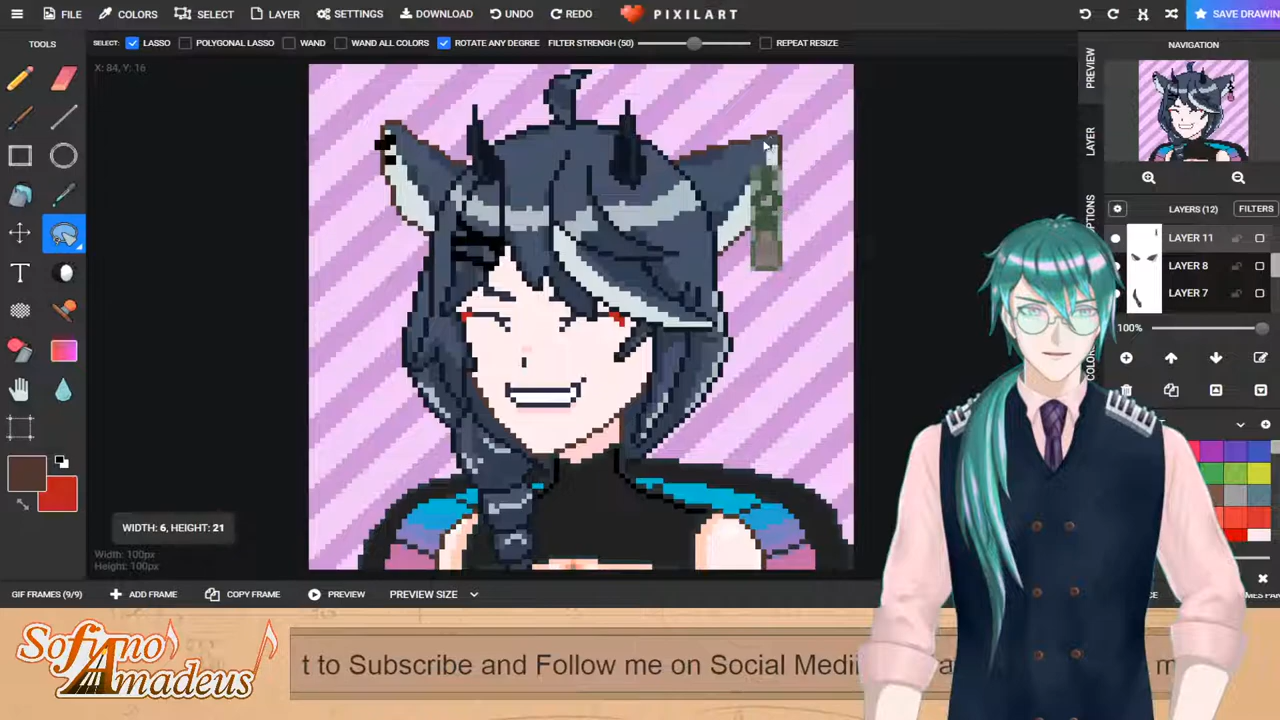 FILE COLORS SELECT LAYER SETTINGS DOWNLOAD UNDO REDO PIXILART SAVE DRAWIN
TOOLS
SELECT: LASSO POLYGONAL LASSO WAND WAND ALL COLORS ROTATE ANY DEGREE FILTER STRENGH (50) REPEAT RESIZE
NAVIGATION
X: 84, Y: 16
PREVIEW
LAYER
LAYERS (12) FILTERS
LAYER 11
LAYER 8
LAYER 7
100%
WIDTH: 6, HEIGHT: 21
Width: 100px
Height: 100px
GIF FRAMES (9/9) ADD FRAME COPY FRAME PREVIEW PREVIEW SIZE
Sofiano
Amadeus
t to Subscribe and Follow me on Social Medi